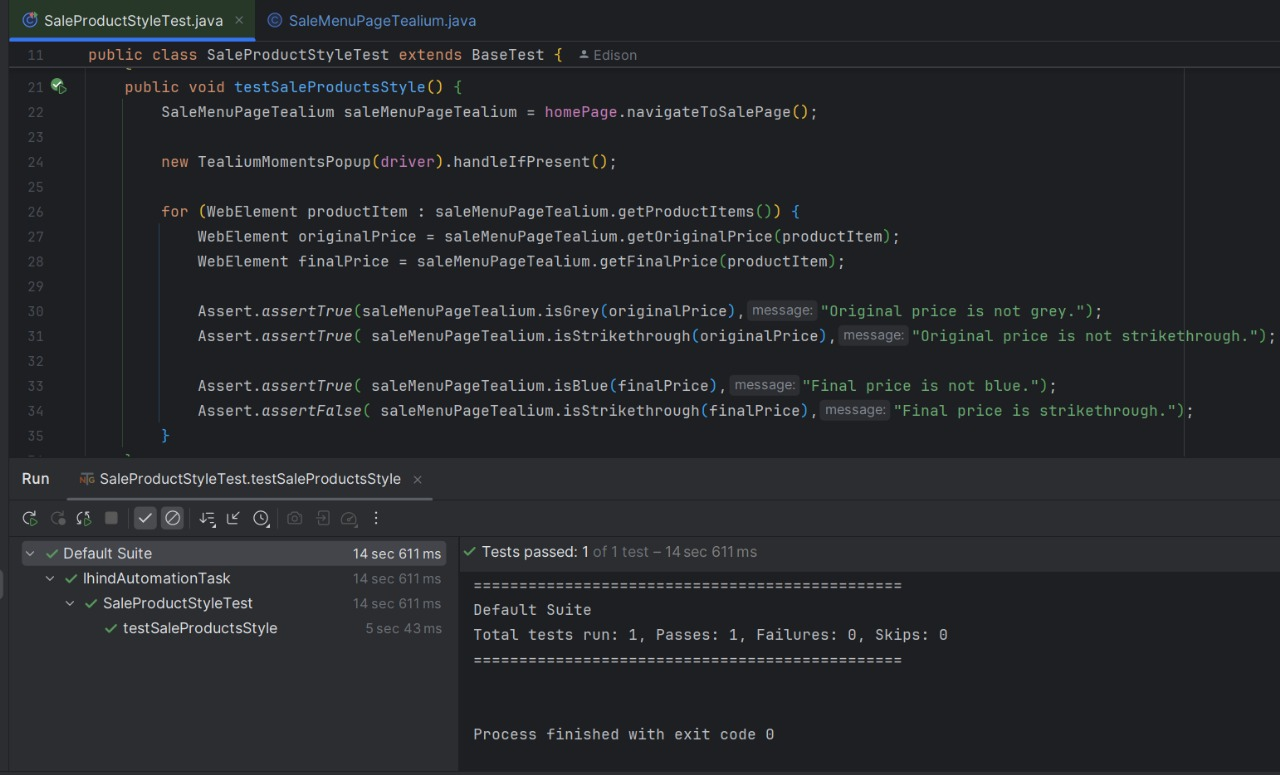 SaleProductStyleTest.java × SaleMenuPageTealium.java
11 public class SaleProductStyleTest extends BaseTest { Edison
21 public void testSaleProductsStyle() {
22 SaleMenuPageTealium saleMenuPageTealium = homePage.navigateToSalePage();
23
24 new TealiumMomentsPopup(driver).handleIfPresent();
25
26 for (WebElement productItem : saleMenuPageTealium.getProductItems()) {
27 WebElement originalPrice = saleMenuPageTealium.getOriginalPrice(productItem);
28 WebElement finalPrice = saleMenuPageTealium.getFinalPrice(productItem);
29
30 Assert.assertTrue(saleMenuPageTealium.isGrey(originalPrice), message: "Original price is not grey.");
31 Assert.assertTrue( saleMenuPageTealium.isStrikethrough(originalPrice), message: "Original price is not strikethrough.");
32
33 Assert.assertTrue( saleMenuPageTealium.isBlue(finalPrice), message: "Final price is not blue.");
34 Assert.assertFalse( saleMenuPageTealium.isStrikethrough(finalPrice), message: "Final price is strikethrough.");
35 }
Run SaleProductStyleTest.testSaleProductsStyle ×
Default Suite 14 sec 611 ms
lhindAutomationTask 14 sec 611 ms
SaleProductStyleTest 14 sec 611 ms
testSaleProductsStyle 5 sec 43 ms
Tests passed: 1 of 1 test – 14 sec 611 ms
===============================================
Default Suite
Total tests run: 1, Passes: 1, Failures: 0, Skips: 0
===============================================
Process finished with exit code 0